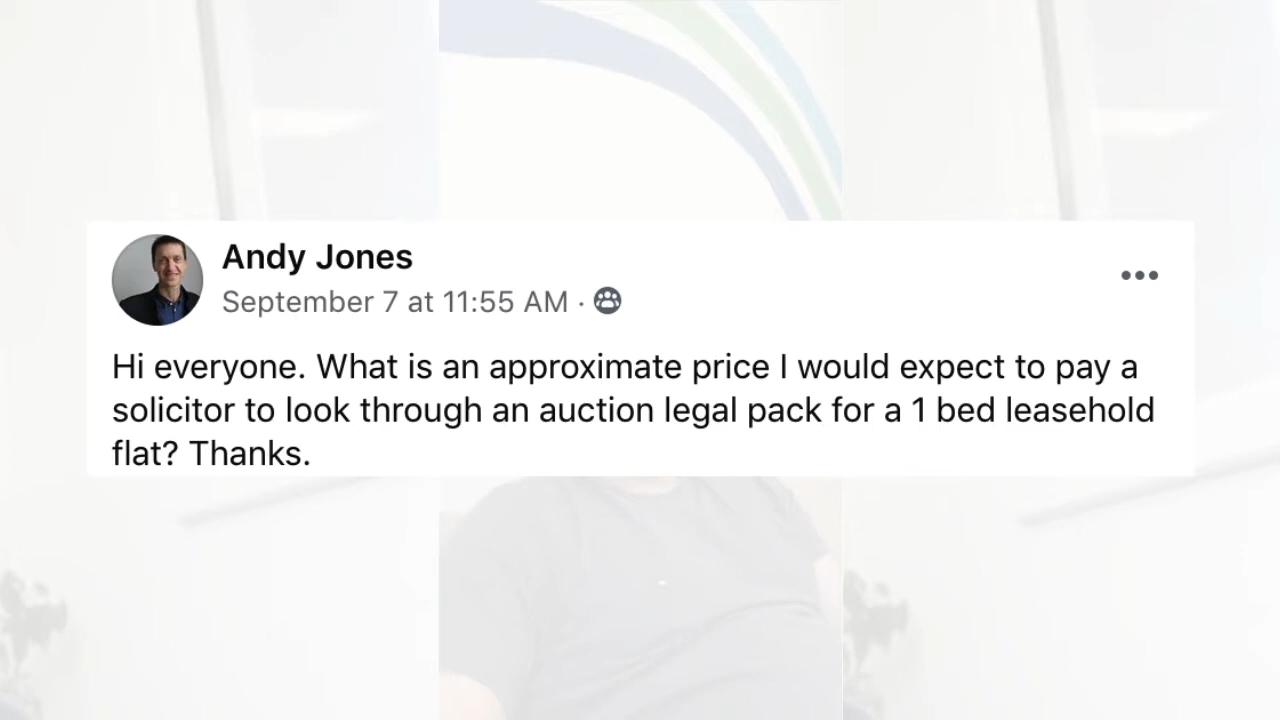 Andy Jones
September 7 at 11:55 AM ·
Hi everyone. What is an approximate price I would expect to pay a
solicitor to look through an auction legal pack for a 1 bed leasehold
flat? Thanks.